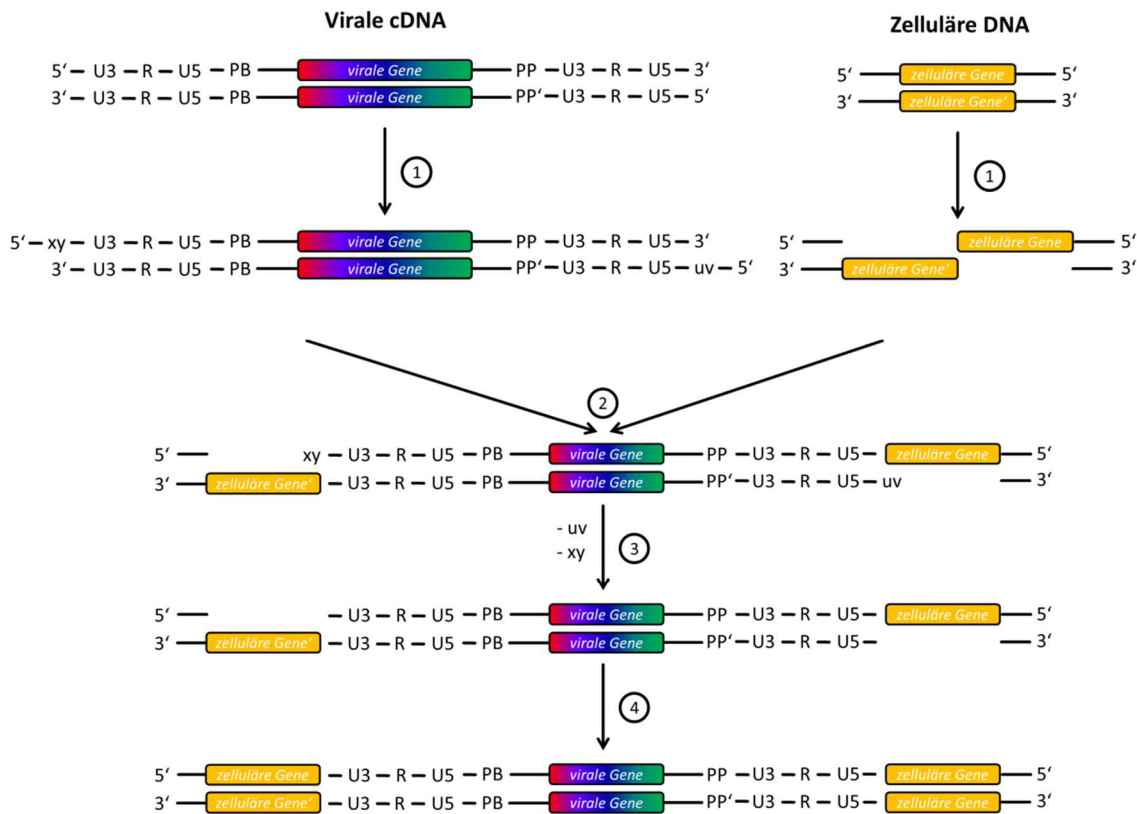 Virale cDNA
Zelluläre DNA
5‘ – U3 – R – U5 – PB – virale Gene – PP – U3 – R – U5 – 3‘
3‘ – U3 – R – U5 – PB – virale Gene – PP‘ – U3 – R – U5 – 5‘
5‘ – zelluläre Gene – 5‘
3‘ – zelluläre Gene‘ – 3‘
1
1
5‘ – xy – U3 – R – U5 – PB – virale Gene – PP – U3 – R – U5 – 3‘
3‘ – U3 – R – U5 – PB – virale Gene – PP‘ – U3 – R – U5 – uv – 5‘
5‘ – zelluläre Gene – 5‘
3‘ – zelluläre Gene‘ – 3‘
2
5‘ – xy – U3 – R – U5 – PB – virale Gene – PP – U3 – R – U5 – zelluläre Gene – 5‘
3‘ – zelluläre Gene‘ – U3 – R – U5 – PB – virale Gene – PP‘ – U3 – R – U5 – uv – 3‘
- uv
- xy
3
5‘ – U3 – R – U5 – PB – virale Gene – PP – U3 – R – U5 – zelluläre Gene – 5‘
3‘ – zelluläre Gene‘ – U3 – R – U5 – PB – virale Gene – PP‘ – U3 – R – U5 – 3‘
4
5‘ – zelluläre Gene – U3 – R – U5 – PB – virale Gene – PP – U3 – R – U5 – zelluläre Gene – 5‘
3‘ – zelluläre Gene‘ – U3 – R – U5 – PB – virale Gene – PP‘ – U3 – R – U5 – zelluläre Gene – 3‘